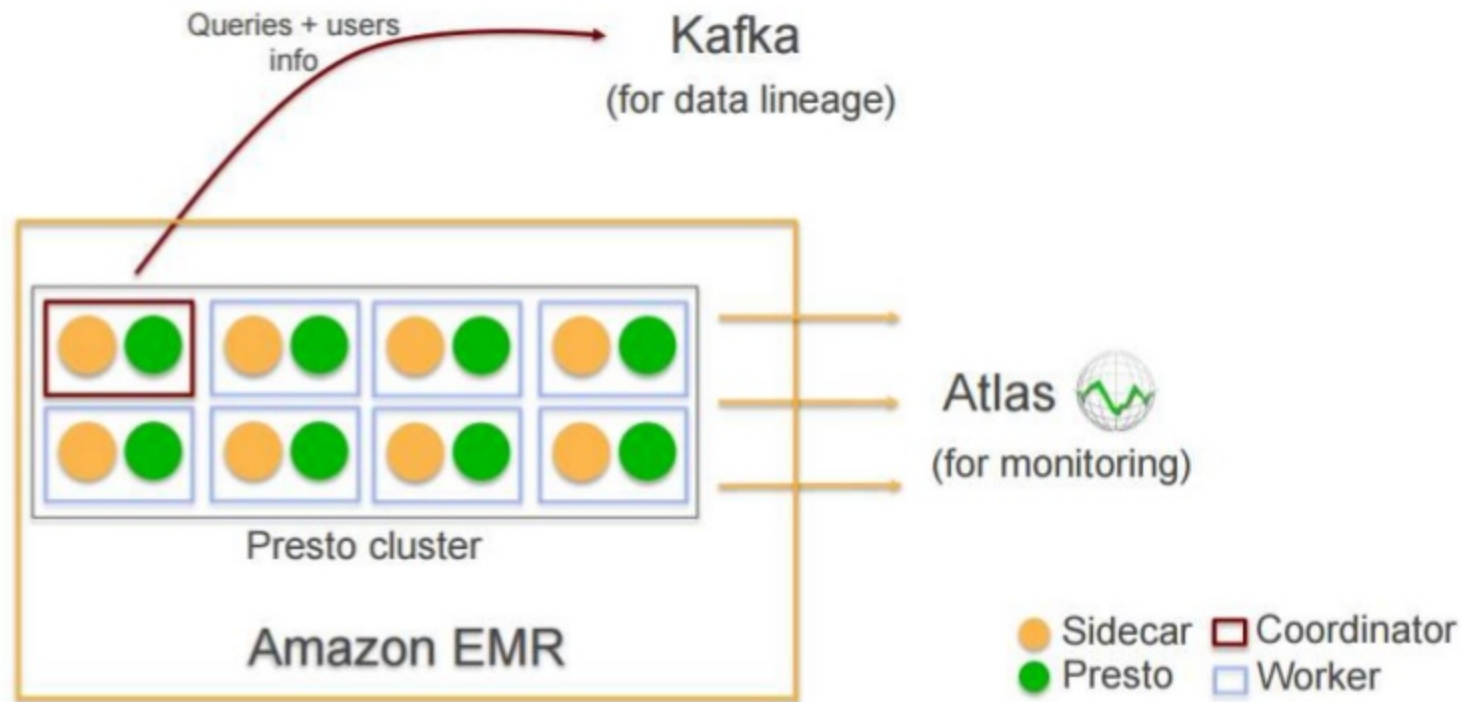 Queries + users
info
Kafka
(for data lineage)
Atlas
(for monitoring)
Presto cluster
Amazon EMR
Sidecar
Coordinator
Presto
Worker